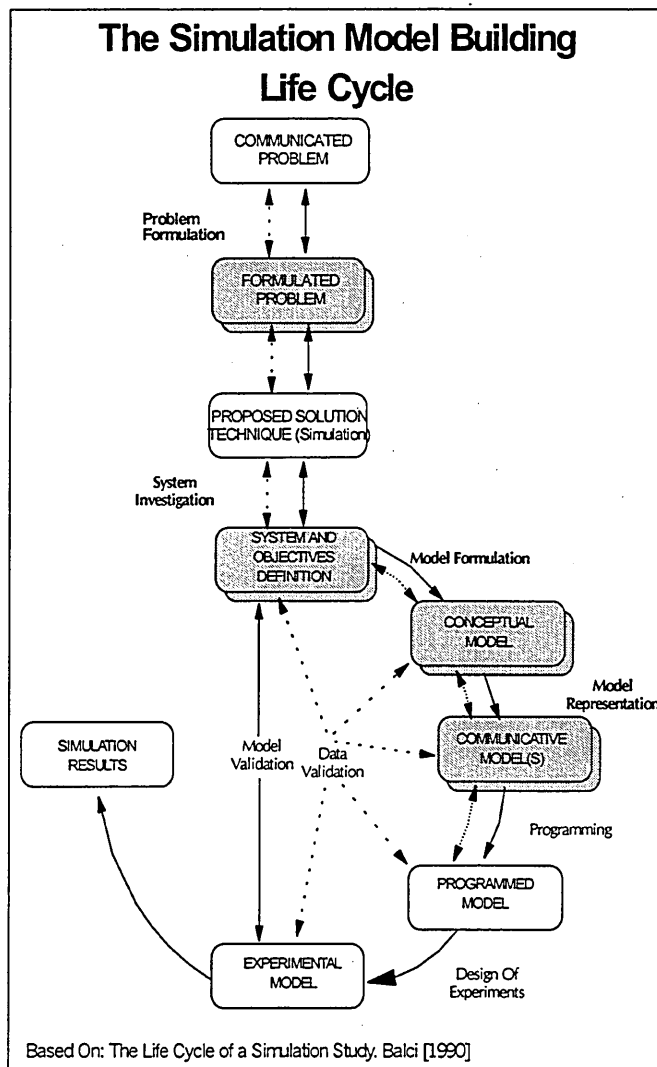 The Simulation Model Building
Life Cycle
COMMUNICATED
PROBLEM
Problem
Formulation
FORMULATED
PROBLEM
PROPOSED SOLUTION
TECHNIQUE (Simulation)
System
Investigation
SYSTEM AND
OBJECTIVES
DEFINITION
Model Formulation
CONCEPTUAL
MODEL
Model
Representation
COMMUNICATIVE
MODEL(S)
SIMULATION
RESULTS
Model
Validation
Data
Validation
Programming
PROGRAMMED
MODEL
EXPERIMENTAL
MODEL
Design Of
Experiments
Based On: The Life Cycle of a Simulation Study. Balci [1990]